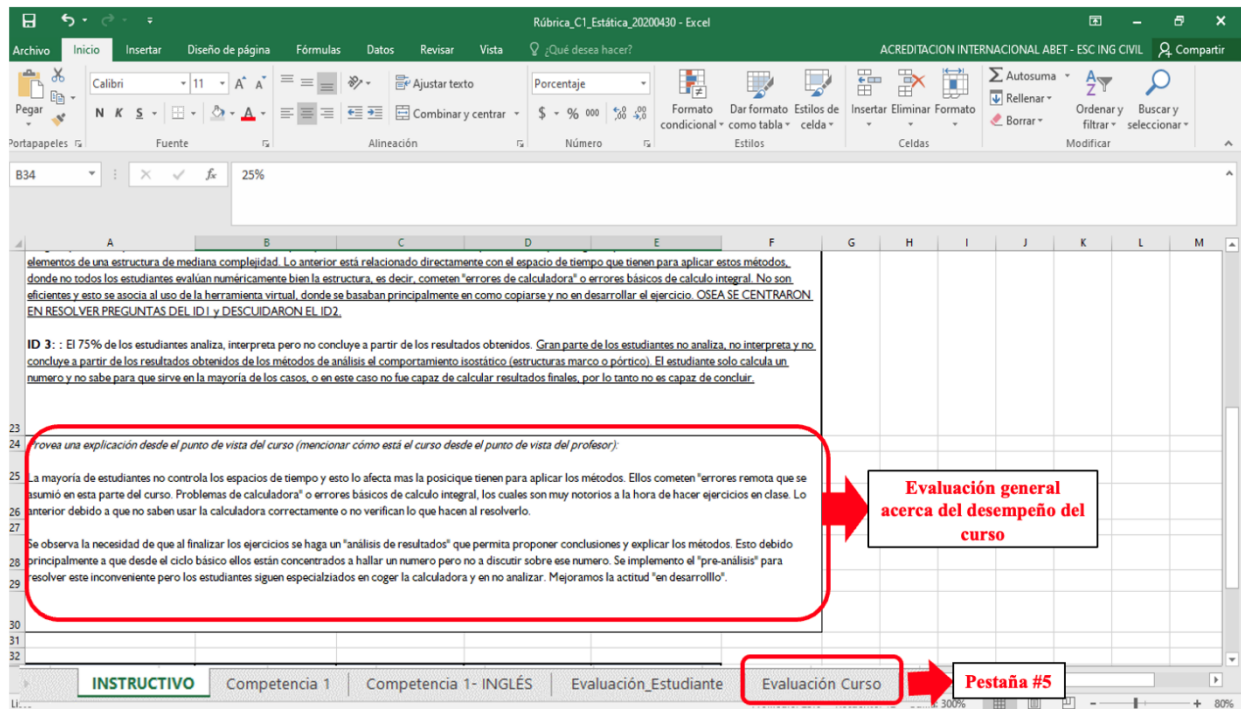 Rúbrica_C1_Estática_20200430 - Excel
Archivo Inicio Insertar Diseño de página Fórmulas Datos Revisar Vista ¿Qué desea hacer? ACREDITACION INTERNACIONAL ABET - ESC ING CIVIL Compartir
Calibri 11 Ajustar texto Porcentaje Autosuma
Pegar N K S Combinar y centrar $ % 000 Formato condicional Dar formato como tabla Estilos de celda Insertar Eliminar Formato Rellenar Borrar Ordenar y filtrar Buscar y seleccionar
Portapapeles Fuente Alineación Número Estilos Celdas Modificar
B34 fx 25%
A B C D E F G H I J K L M
elementos de una estructura de mediana complejidad. Lo anterior está relacionado directamente con el espacio de tiempo que tienen para aplicar estos métodos,
donde no todos los estudiantes evalúan numéricamente bien la estructura, es decir, cometen "errores de calculadora" o errores básicos de calculo integral. No son
eficientes y esto se asocia al uso de la herramienta virtual, donde se basaban principalmente en como copiarse y no en desarrollar el ejercicio. OSEA SE CENTRARON
EN RESOLVER PREGUNTAS DEL ID1 y DESCUIDARON EL ID2.
ID 3: : El 75% de los estudiantes analiza, interpreta pero no concluye a partir de los resultados obtenidos. Gran parte de los estudiantes no analiza, no interpreta y no
concluye a partir de los resultados obtenidos de los métodos de análisis el comportamiento isostático (estructuras marco o pórtico). El estudiante solo calcula un
numero y no sabe para que sirve en la mayoría de los casos, o en este caso no fue capaz de calcular resultados finales, por lo tanto no es capaz de concluir.
23
24 Provea una explicación desde el punto de vista del curso (mencionar cómo está el curso desde el punto de vista del profesor):
25 La mayoría de estudiantes no controla los espacios de tiempo y esto lo afecta mas la posicique tienen para aplicar los métodos. Ellos cometen "errores remota que se
asumió en esta parte del curso. Problemas de calculadora" o errores básicos de calculo integral, los cuales son muy notorios a la hora de hacer ejercicios en clase. Lo
26 anterior debido a que no saben usar la calculadora correctamente o no verifican lo que hacen al resolverlo.
27
Se observa la necesidad de que al finalizar los ejercicios se haga un "análisis de resultados" que permita proponer conclusiones y explicar los métodos. Esto debido
28 principalmente a que desde el ciclo básico ellos están concentrados a hallar un numero pero no a discutir sobre ese numero. Se implemento el "pre-análisis" para
29 resolver este inconveniente pero los estudiantes siguen especialziados en coger la calculadora y en no analizar. Mejoramos la actitud "en desarrolllo".
30
31
32
Evaluación general
acerca del desempeño del
curso
INSTRUCTIVO Competencia 1 Competencia 1- INGLÉS Evaluación_Estudiante Evaluación Curso
Pestaña #5
300% 80%